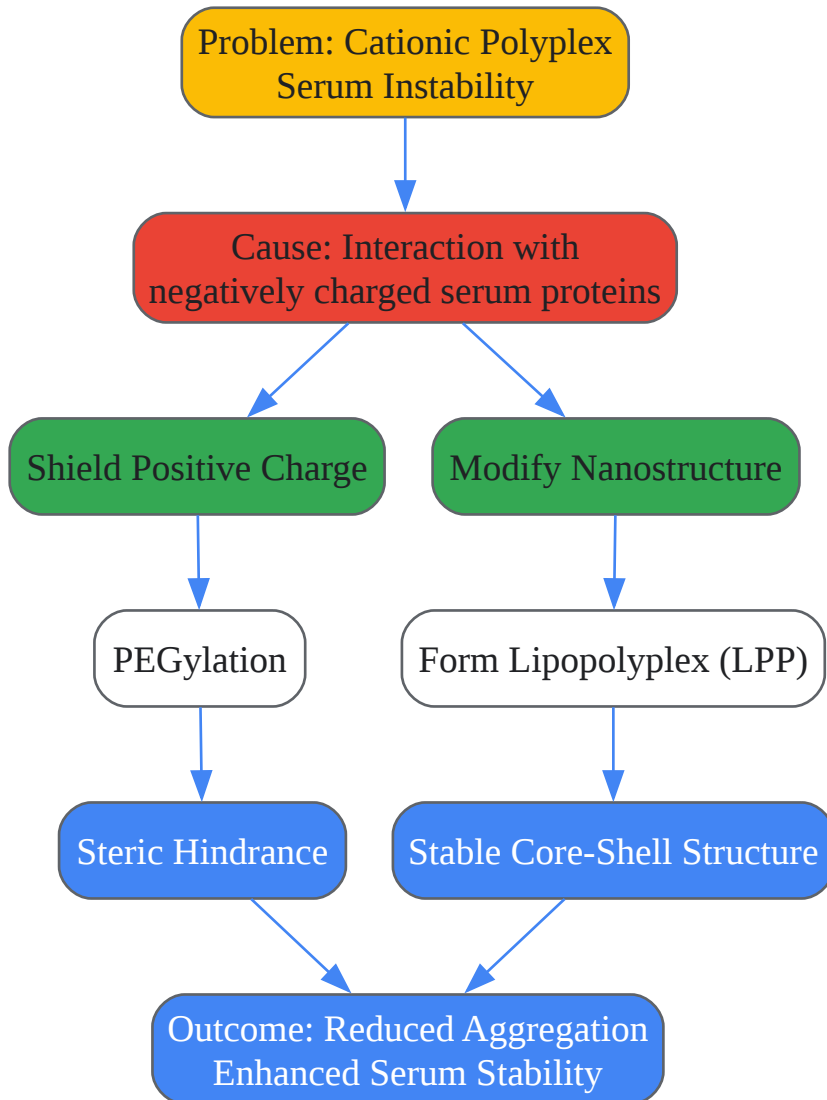 Problem: Cationic Polyplex
Serum Instability
Cause: Interaction with
negatively charged serum proteins
Shield Positive Charge
Modify Nanostructure
PEGylation
Form Lipopolyplex (LPP)
Steric Hindrance
Stable Core-Shell Structure
Outcome: Reduced Aggregation
Enhanced Serum Stability